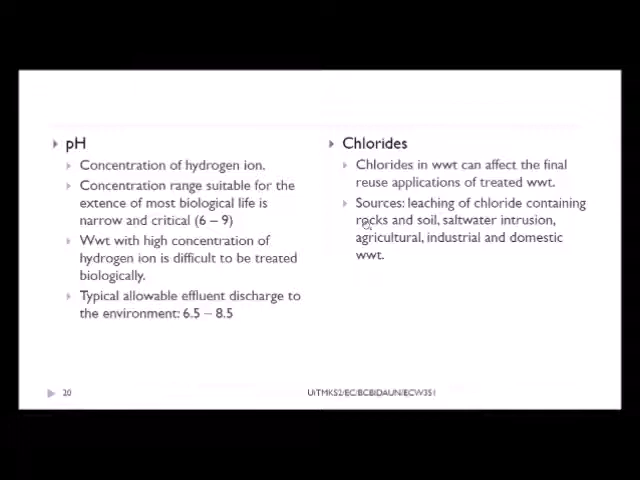 pH
Concentration of hydrogen ion.
Concentration range suitable for the
extence of most biological life is
narrow and critical (6 – 9)
Wwt with high concentration of
hydrogen ion is difficult to be treated
biologically.
Typical allowable effluent discharge to
the environment: 6.5 – 8.5
Chlorides
Chlorides in wwt can affect the final
reuse applications of treated wwt.
Sources: leaching of chloride containing
rocks and soil, saltwater intrusion,
agricultural, industrial and domestic
wwt.
20
UiTMKS2/EC/BCBIDAUN/ECW351